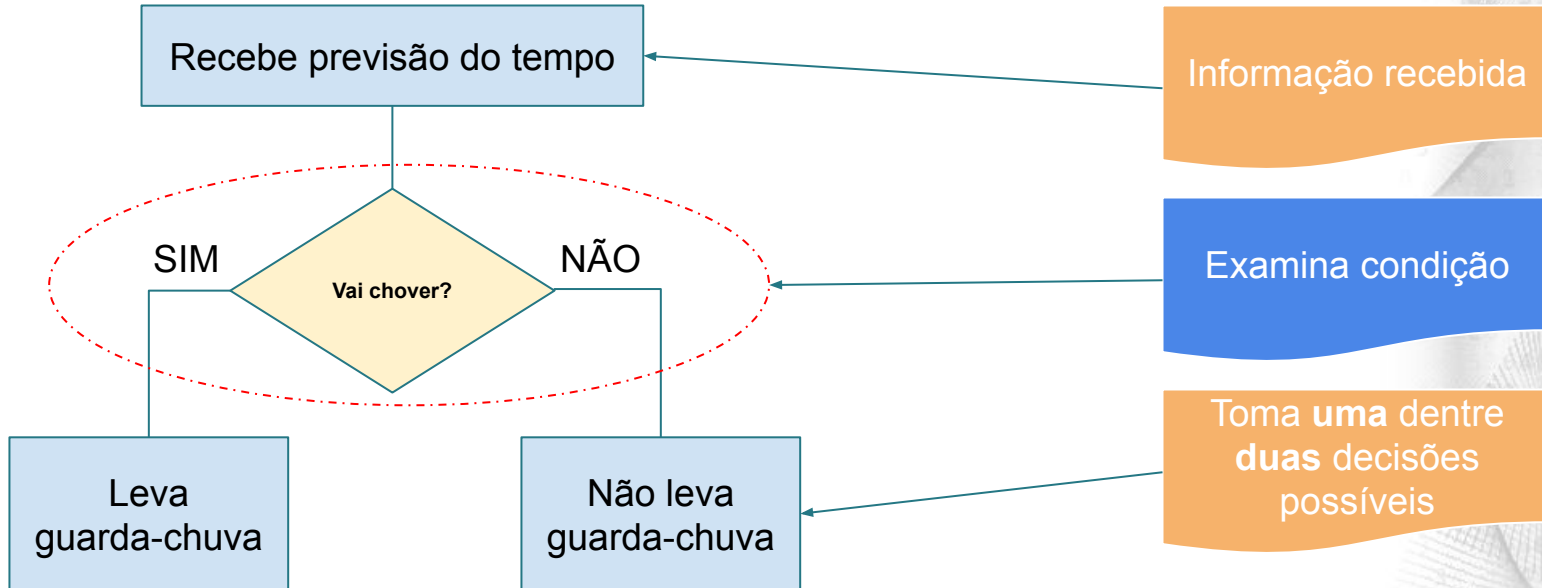 Recebe previsão do tempo
Informação recebida
SIM
NÃO
Vai chover?
Examina condição
Leva
guarda-chuva
Não leva
guarda-chuva
Toma uma dentre
duas decisões
possíveis